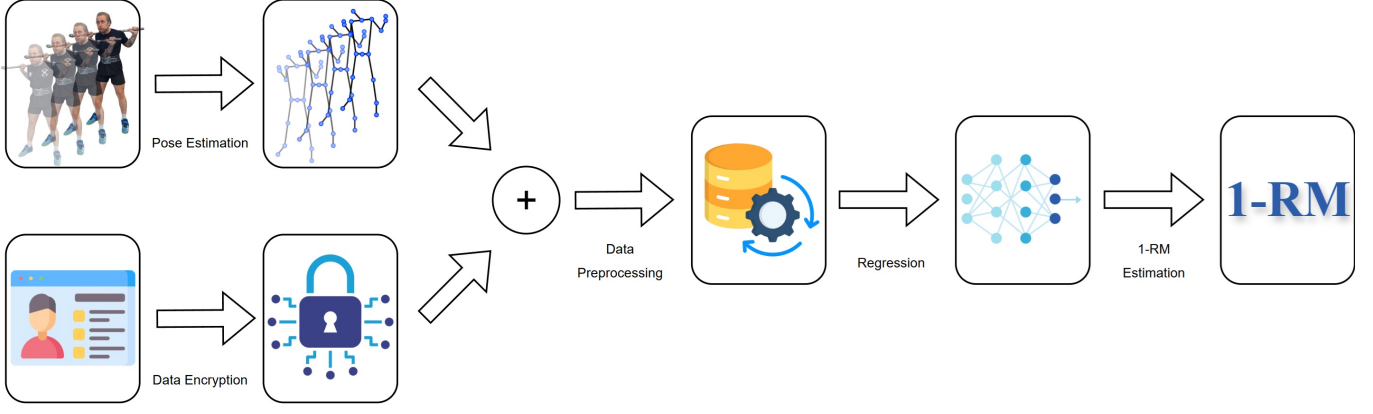 Pose Estimation
Data Encryption
+
Data
Preprocessing
Regression
1-RM
Estimation
1-RM